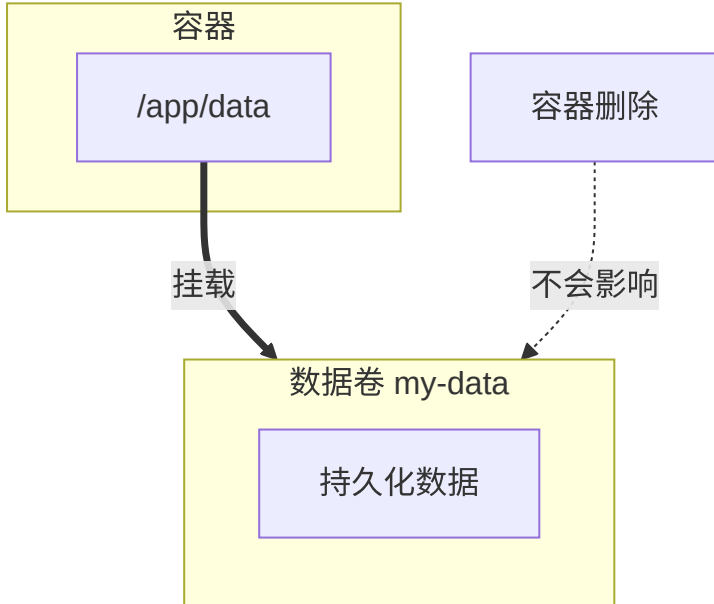 容器
/app/data
容器删除
挂载
不会影响
数据卷 my-data
持久化数据